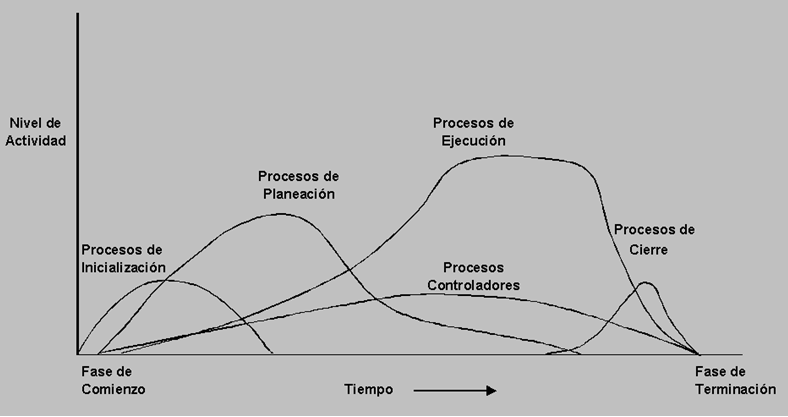 Nivel de
Actividad
Procesos de
Ejecución
Procesos de
Planeación
Procesos de
Inicialización
Procesos de
Cierre
Procesos
Controladores
Fase de
Comienzo
Tiempo
Fase de
Terminación